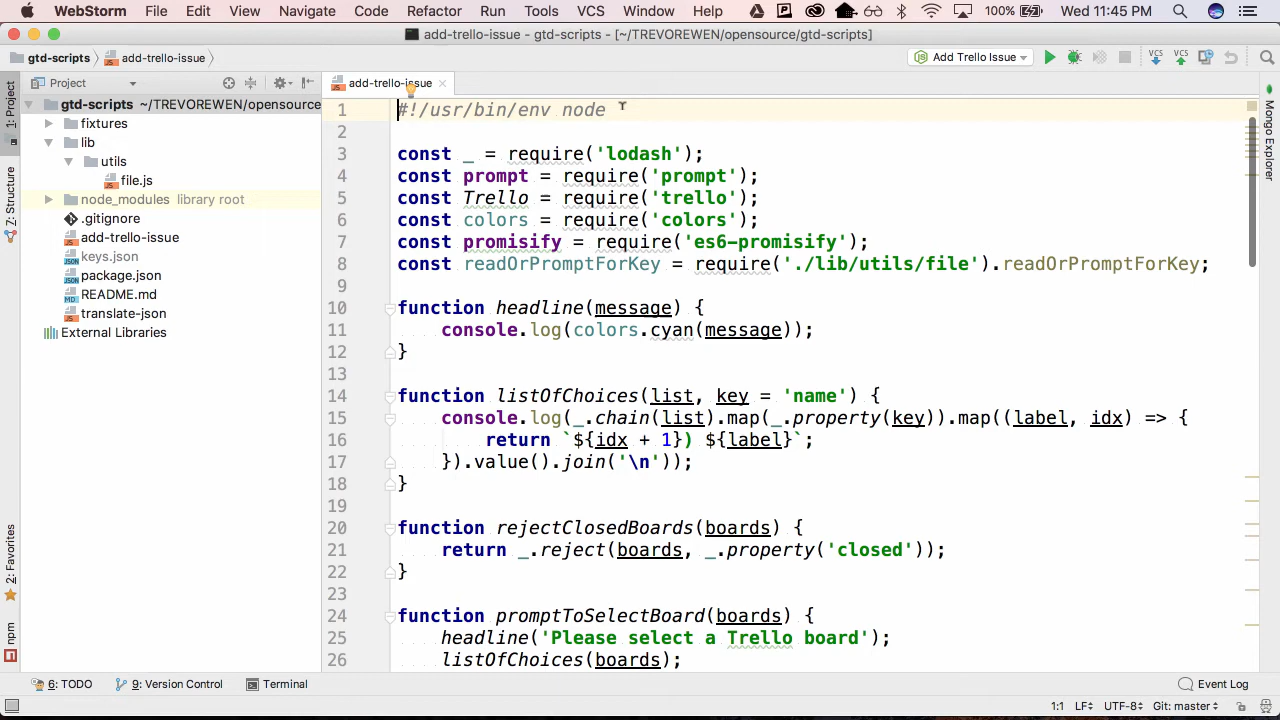 WebStorm File Edit View Navigate Code Refactor Run Tools VCS Window Help 100% Wed 11:45 PM
add-trello-issue - gtd-scripts - [~/TREVOREWEN/opensource/gtd-scripts]
gtd-scripts add-trello-issue Add Trello Issue VCS VCS
Project add-trello-issue
gtd-scripts ~/TREVOREWEN/opensource
fixtures
lib
utils
file.js
node_modules library root
.gitignore
add-trello-issue
keys.json
package.json
README.md
translate-json
External Libraries
1: Project
Z: Structure
2: Favorites
npm
Mongo Explorer
1 #!/usr/bin/env node
2
3 const _ = require('lodash');
4 const prompt = require('prompt');
5 const Trello = require('trello');
6 const colors = require('colors');
7 const promisify = require('es6-promisify');
8 const readOrPromptForKey = require('./lib/utils/file').readOrPromptForKey;
9
10 function headline(message) {
11 console.log(colors.cyan(message));
12 }
13
14 function listOfChoices(list, key = 'name') {
15 console.log(_.chain(list).map(_.property(key)).map((label, idx) => {
16 return `${idx + 1}) ${label}`;
17 }).value().join('\n'));
18 }
19
20 function rejectClosedBoards(boards) {
21 return _.reject(boards, _.property('closed'));
22 }
23
24 function promptToSelectBoard(boards) {
25 headline('Please select a Trello board');
26 listOfChoices(boards);
6: TODO 9: Version Control Terminal Event Log
1:1 LF UTF-8 Git: master